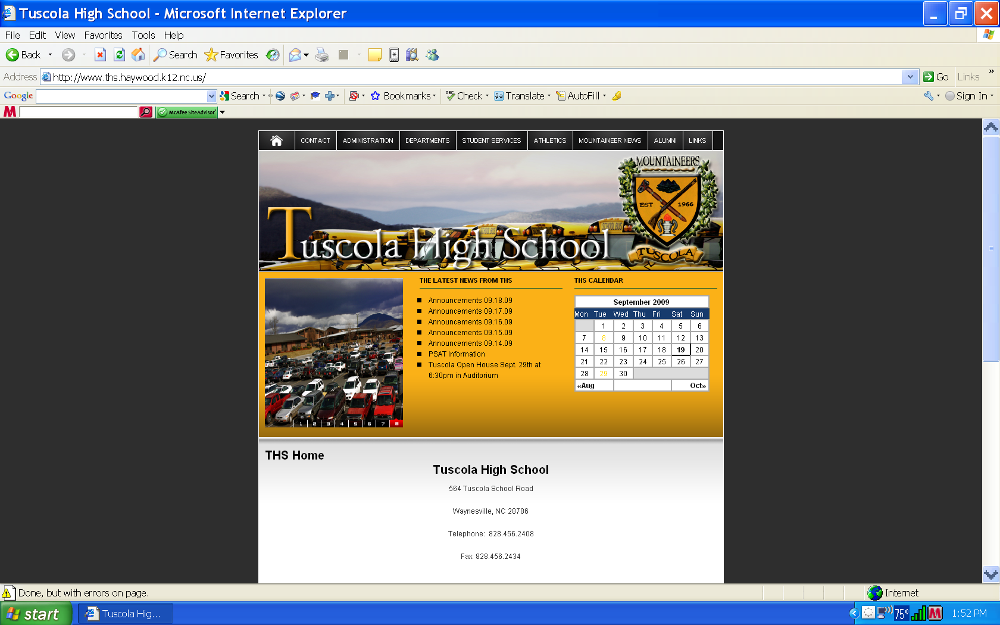 Tuscola High School - Microsoft Internet Explorer
File Edit View Favorites Tools Help
Back Search Favorites
Address http://www.ths.haywood.k12.nc.us/ Go Links »
Google Search Bookmarks Check Translate AutoFill Sign In
M McAfee SiteAdvisor
CONTACT ADMINISTRATION DEPARTMENTS STUDENT SERVICES ATHLETICS MOUNTAINEER NEWS ALUMNI LINKS
MOUNTAINEERS
EST 1966
SCHOOL BUS
Tuscola High School
TUSCOLA
THE LATEST NEWS FROM THS
Announcements 09.18.09
Announcements 09.17.09
Announcements 09.16.09
Announcements 09.15.09
Announcements 09.14.09
PSAT Information
Tuscola Open House Sept. 29th at
6:30pm in Auditorium
1 2 3 4 5 6 7 8
THS CALENDAR
September 2009
Mon Tue Wed Thu Fri Sat Sun
1 2 3 4 5 6
7 8 9 10 11 12 13
14 15 16 17 18 19 20
21 22 23 24 25 26 27
28 29 30
«Aug Oct»
THS Home
Tuscola High School
564 Tuscola School Road
Waynesville, NC 28786
Telephone: 828.456.2408
Fax: 828.456.2434
Done, but with errors on page. Internet
start Tuscola Hig... 75° M 1:52 PM